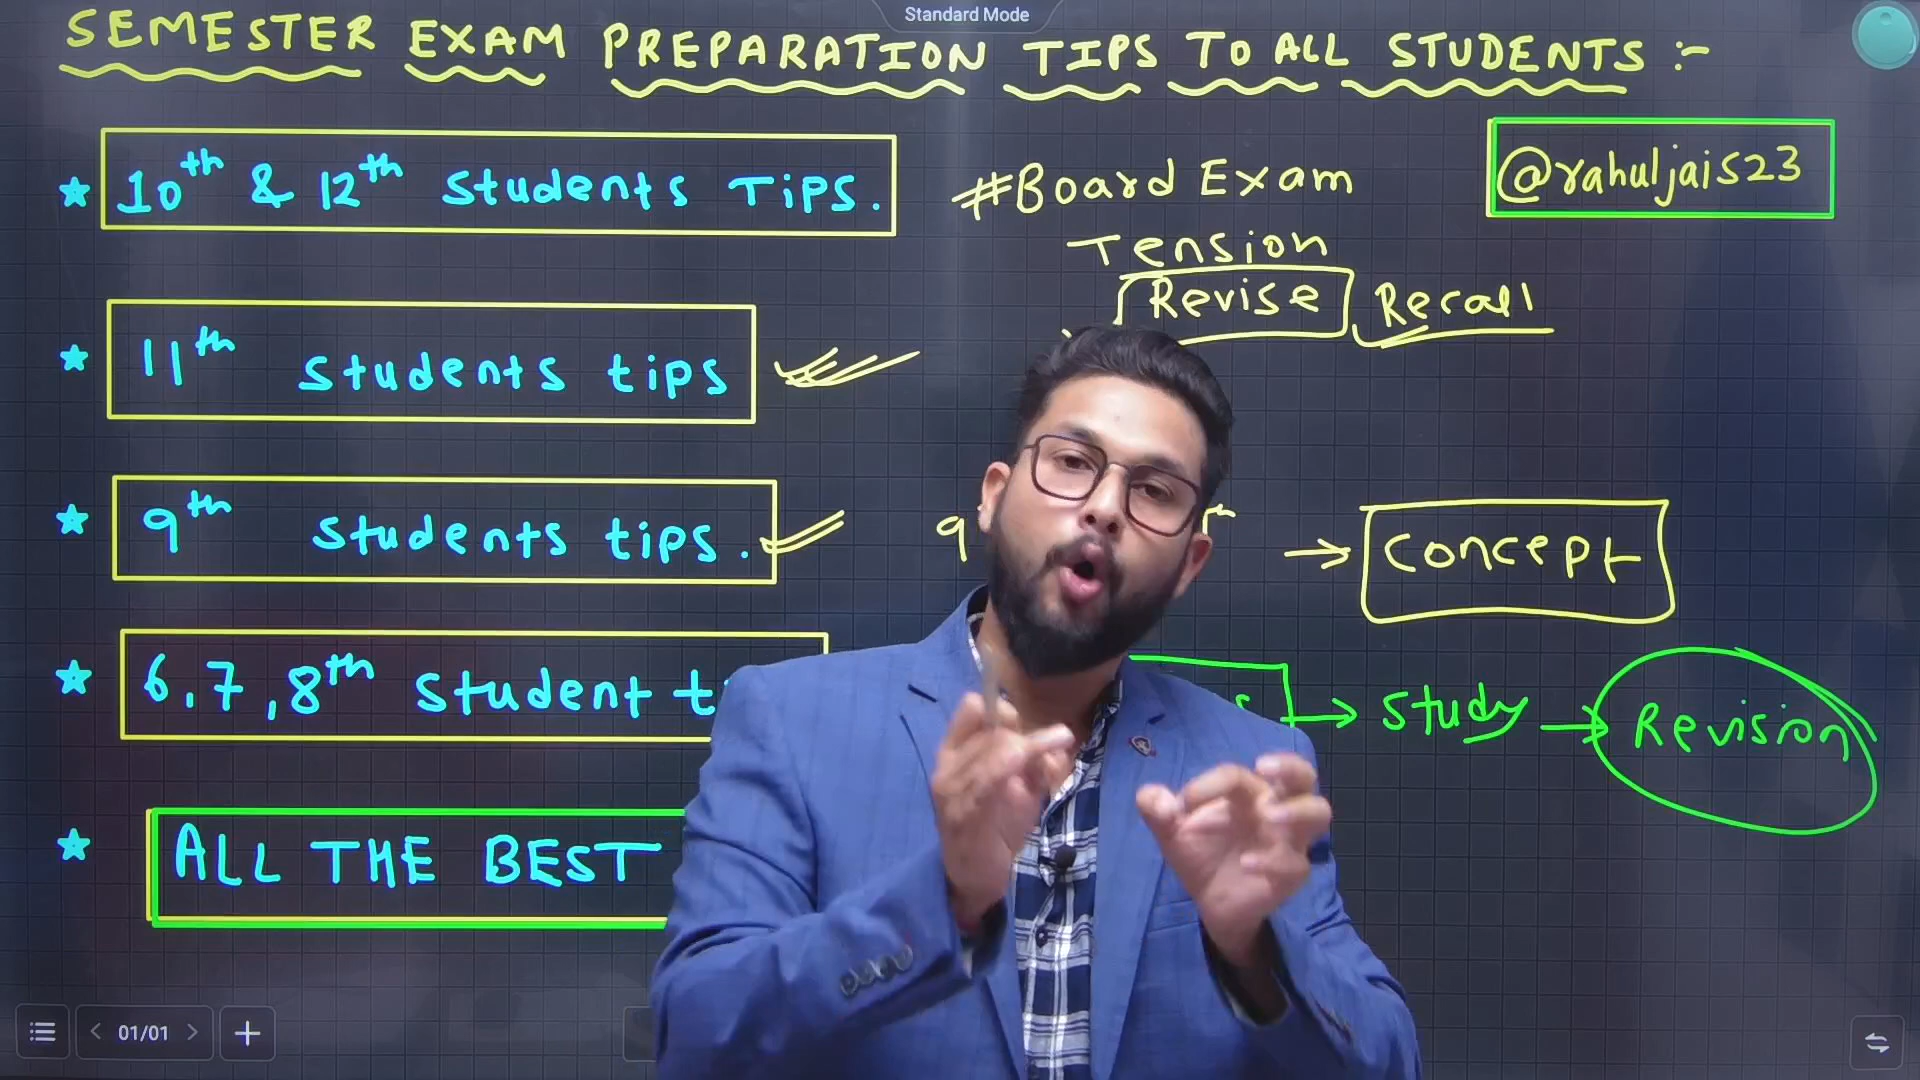 Standard Mode
SEMESTER EXAM PREPARATION TIPS TO ALL STUDENTS :-
10th & 12th Students Tips.
#Board Exam
@rahuljais23
Tension
Revise Recall
11th students tips
9th students tips.
9
→ Concept
6,7,8th student t
→ Study → Revision
ALL THE BEST
01/01